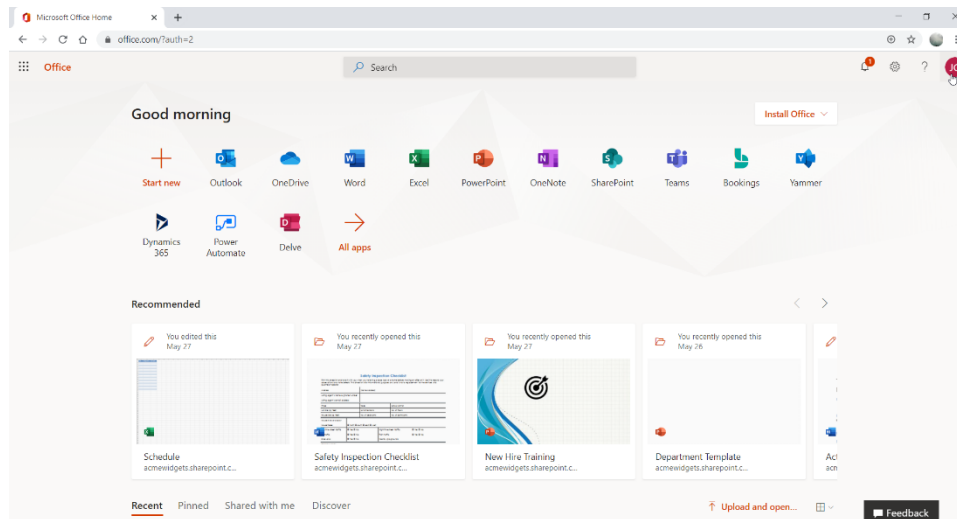 Microsoft Office Home
office.com/?auth=2
Office
Search
1
?
Good morning
Install Office
Start new
Outlook
OneDrive
Word
Excel
PowerPoint
OneNote
SharePoint
Teams
Bookings
Yammer
Dynamics
365
Power
Automate
Delve
All apps
Recommended
You edited this
May 27
Schedule
acmewidgets.sharepoint.c...
You recently opened this
May 27
Safety Inspection Checklist
Safety Inspection Checklist
acmewidgets.sharepoint.c...
You recently opened this
May 27
New Hire Training
acmewidgets.sharepoint.c...
You recently opened this
May 26
Department Template
acmewidgets.sharepoint.c...
Recent
Pinned
Shared with me
Discover
Upload and open...
Feedback